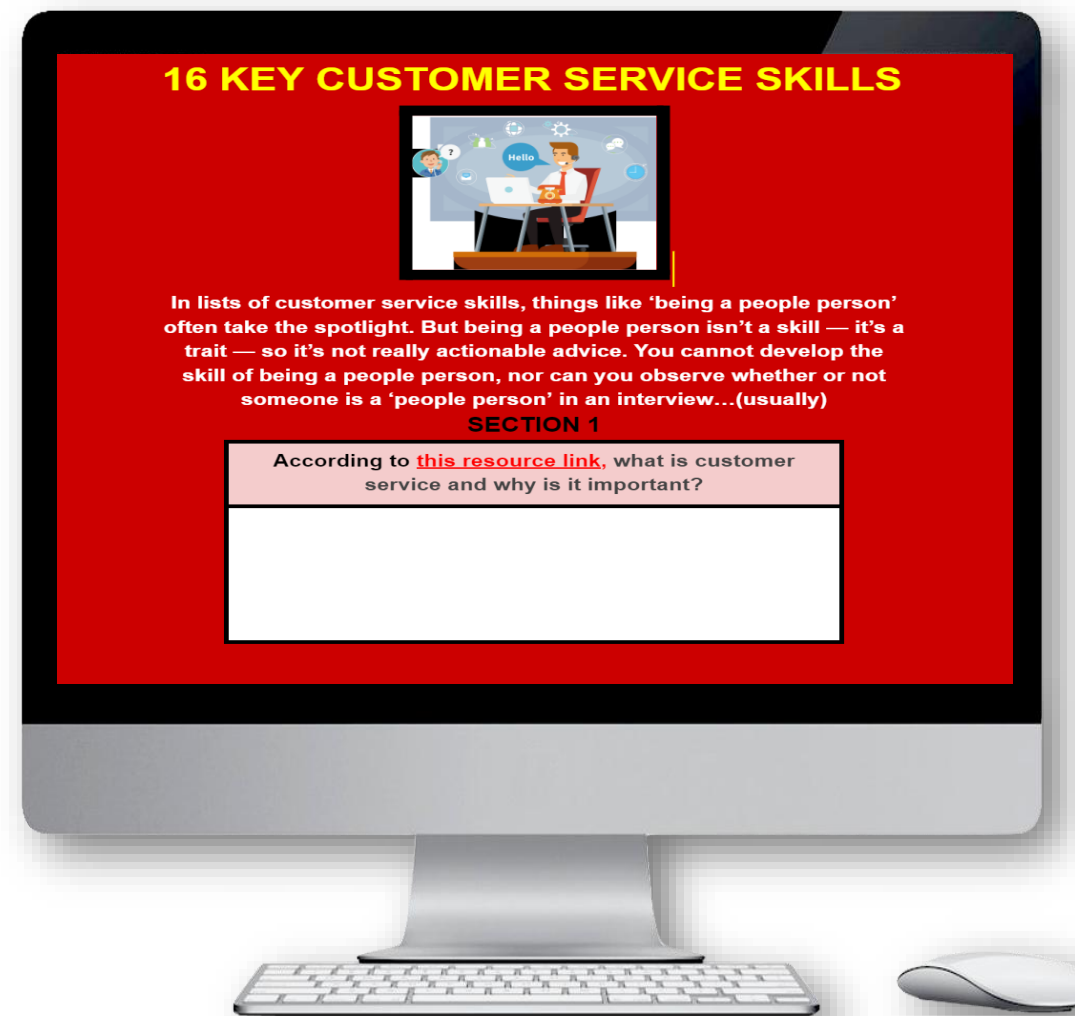 16 KEY CUSTOMER SERVICE SKILLS
?
Hello
In lists of customer service skills, things like ‘being a people person’
often take the spotlight. But being a people person isn’t a skill — it’s a
trait — so it’s not really actionable advice. You cannot develop the
skill of being a people person, nor can you observe whether or not
someone is a ‘people person’ in an interview…(usually)
SECTION 1
According to this resource link, what is customer
service and why is it important?